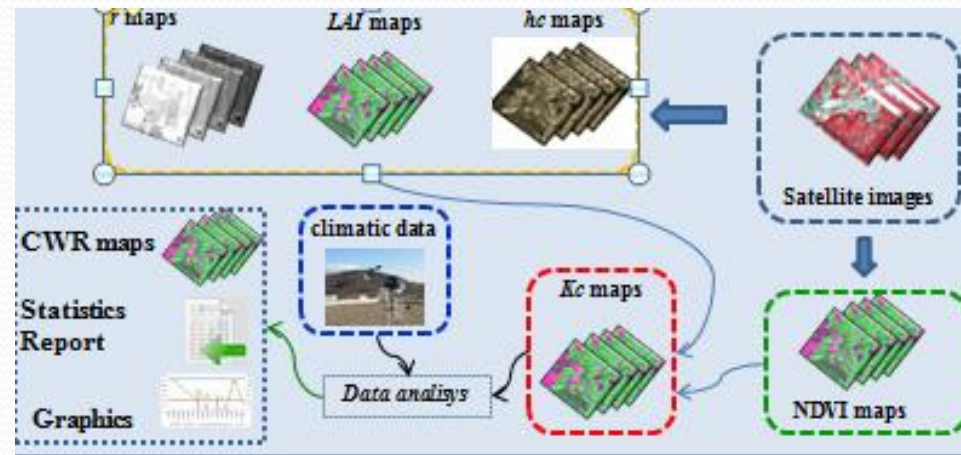 r maps
LAI maps
hc maps
Satellite images
climatic data
CWR maps
Statistics
Report
Graphics
Data analisys
Kc maps
NDVI maps